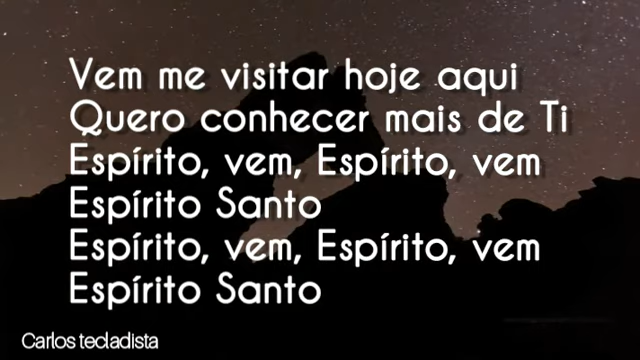 Vem me visitar hoje aqui
Quero conhecer mais de Ti
Espírito, vem, Espírito, vem
Espírito Santo
Espírito, vem, Espírito, vem
Espírito Santo
Carlos tecladista